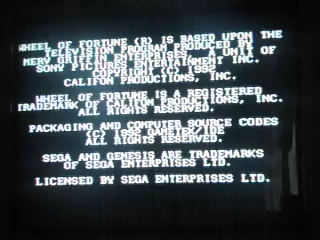 WHEEL OF FORTUNE (R) IS BASED UPON THE
TELEVISION PROGRAM PRODUCED BY
MERV GRIFFIN ENTERPRISES, A UNIT OF
SONY PICTURES ENTERTAINMENT INC.
COPYRIGHT (C) 1992
CALIFON PRODUCTIONS, INC.
WHEEL OF FORTUNE IS A REGISTERED
TRADEMARK OF CALIFON PRODUCTIONS, INC.
ALL RIGHTS RESERVED.
PACKAGING AND COMPUTER SOURCE CODES
(C) 1992 GAMETEK/IDE
ALL RIGHTS RESERVED.
SEGA AND GENESIS ARE TRADEMARKS
OF SEGA ENTERPRISES LTD.
LICENSED BY SEGA ENTERPRISES LTD.